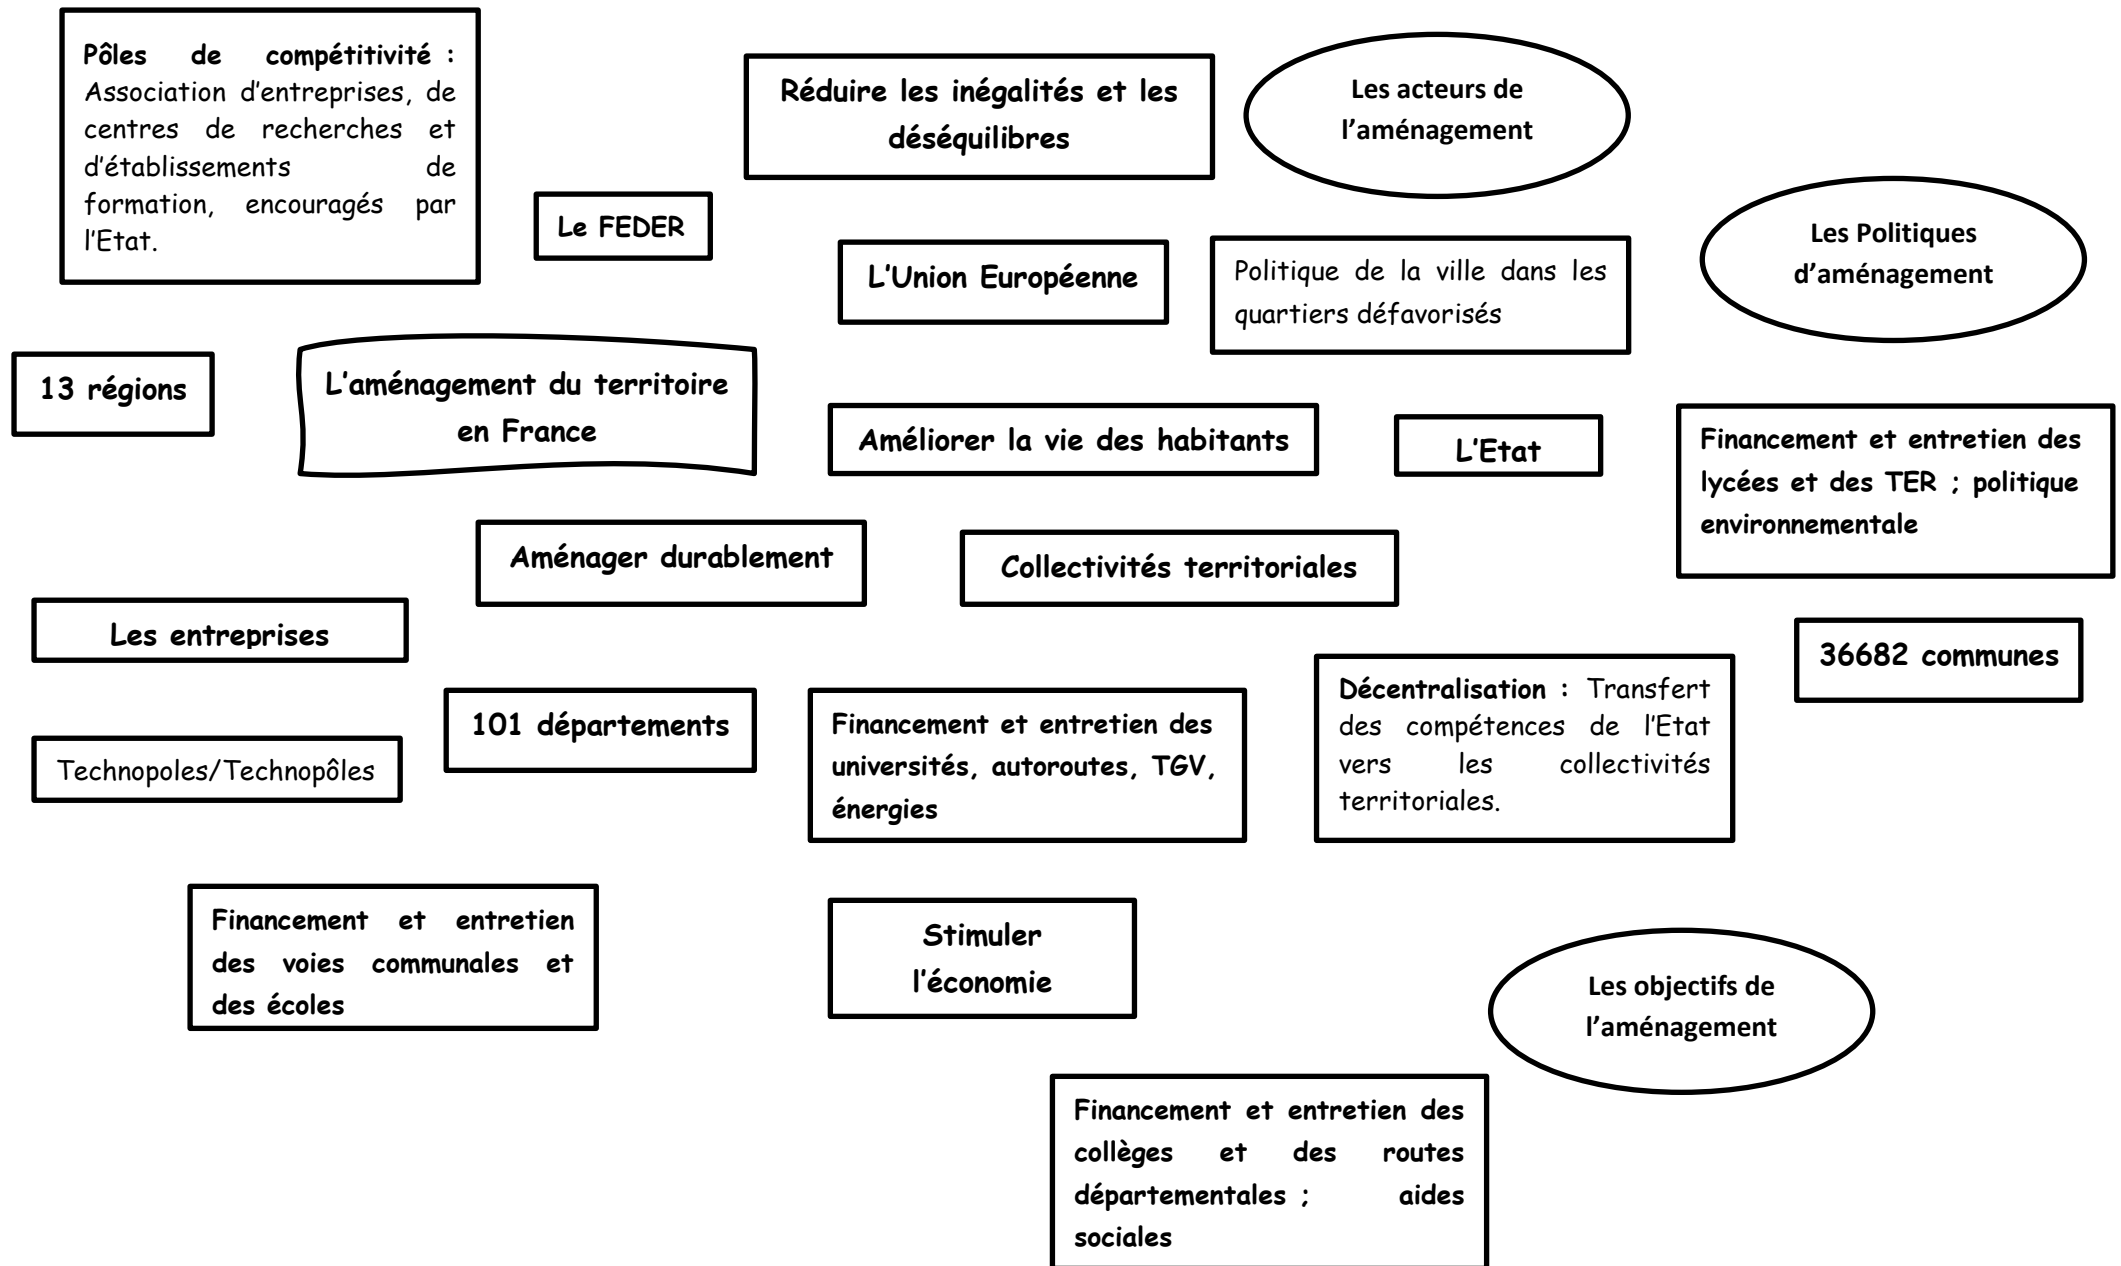 Pôles de compétitivité :
Association d'entreprises, de
centres de recherches et
d'établissements de
formation, encouragés par
l'Etat.
Réduire les inégalités et les
déséquilibres
Les acteurs de
l'aménagement
Le FEDER
L'Union Européenne
Politique de la ville dans les
quartiers défavorisés
Les Politiques
d'aménagement
13 régions
L'aménagement du territoire
en France
Améliorer la vie des habitants
L'Etat
Financement et entretien des
lycées et des TER ; politique
environnementale
Aménager durablement
Collectivités territoriales
Les entreprises
36682 communes
101 départements
Financement et entretien des
universités, autoroutes, TGV,
énergies
Décentralisation : Transfert
des compétences de l'Etat
vers les collectivités
territoriales.
Technopoles/Technopôles
Financement et entretien
des voies communales et
des écoles
Stimuler
l'économie
Les objectifs de
l'aménagement
Financement et entretien des
collèges et des routes
départementales ; aides
sociales